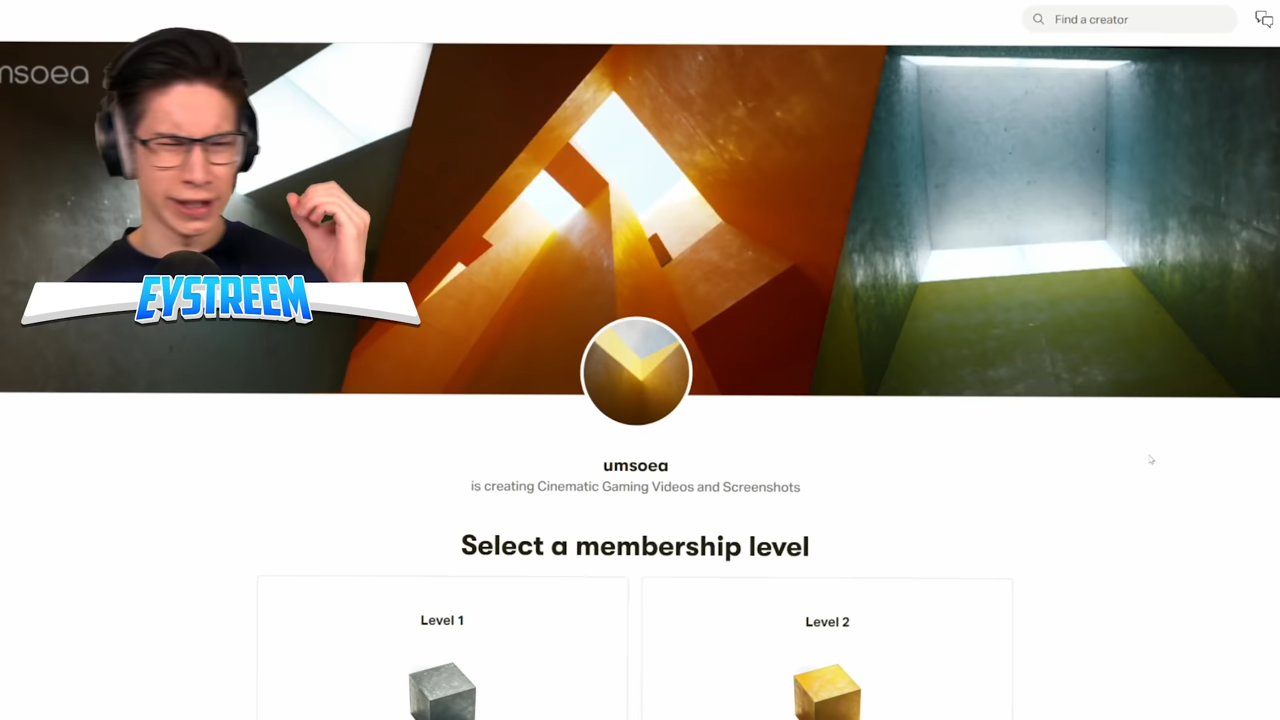 Find a creator
msoea
EYSTREEM
umsoea
is creating Cinematic Gaming Videos and Screenshots
Select a membership level
Level 1
Level 2